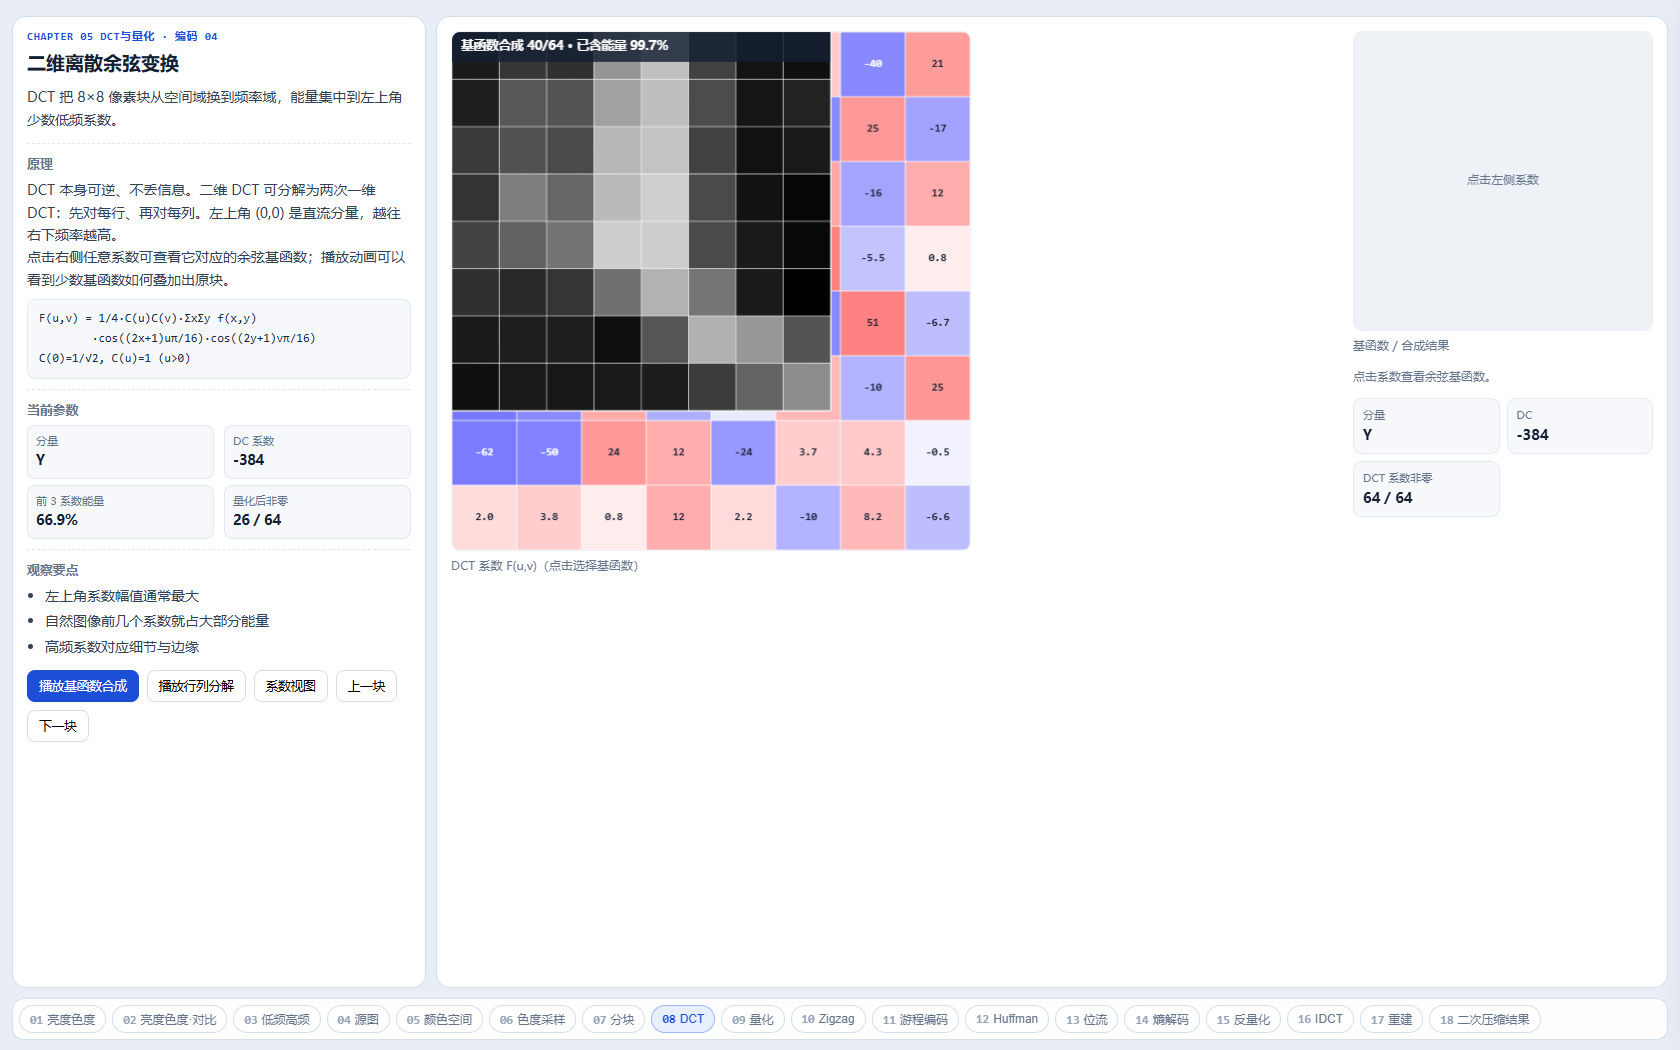 CHAPTER 05 DCT与量化 · 编码 04
二维离散余弦变换
DCT 把 8×8 像素块从空间域换到频率域，能量集中到左上角
少数低频系数。
原理
DCT 本身可逆、不丢信息。二维 DCT 可分解为两次一维
DCT：先对每行、再对每列。左上角 (0,0) 是直流分量，越往
右下频率越高。
点击右侧任意系数可查看它对应的余弦基函数；播放动画可以
看到少数基函数如何叠加出原块。
F(u,v) = 1/4·C(u)C(v)·ΣxΣy f(x,y)
·cos((2x+1)uπ/16)·cos((2y+1)vπ/16)
C(0)=1/√2, C(u)=1 (u>0)
当前参数
分量
Y
DC 系数
-384
前 3 系数能量
66.9%
量化后非零
26 / 64
观察要点
• 左上角系数幅值通常最大
• 自然图像前几个系数就占大部分能量
• 高频系数对应细节与边缘
播放基函数合成
播放行列分解
系数视图
上一块
下一块
基函数合成 40/64 • 已含能量 99.7%
-40 21
25 -17
-16 12
-5.5 0.8
51 -6.7
-10 25
-62 -50 24 12 -24 3.7 4.3 -0.5
2.0 3.8 0.8 12 2.2 -10 8.2 -6.6
DCT 系数 F(u,v)（点击选择基函数）
点击左侧系数
基函数 / 合成结果
点击系数查看余弦基函数。
分量
Y
DC
-384
DCT 系数非零
64 / 64
01 亮度色度
02 亮度色度·对比
03 低频高频
04 源图
05 颜色空间
06 色度采样
07 分块
08 DCT
09 量化
10 Zigzag
11 游程编码
12 Huffman
13 位流
14 熵解码
15 反量化
16 IDCT
17 重建
18 二次压缩结果